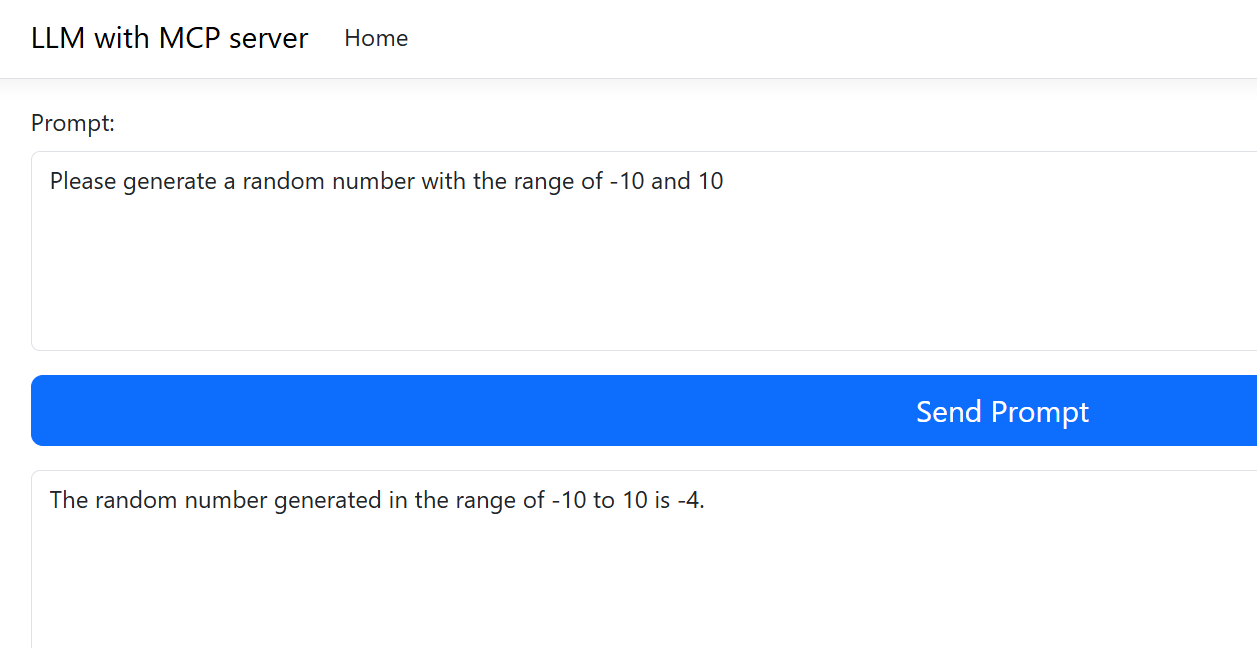 LLM with MCP server Home
Prompt:
Please generate a random number with the range of -10 and 10
Send Prompt
The random number generated in the range of -10 to 10 is -4.